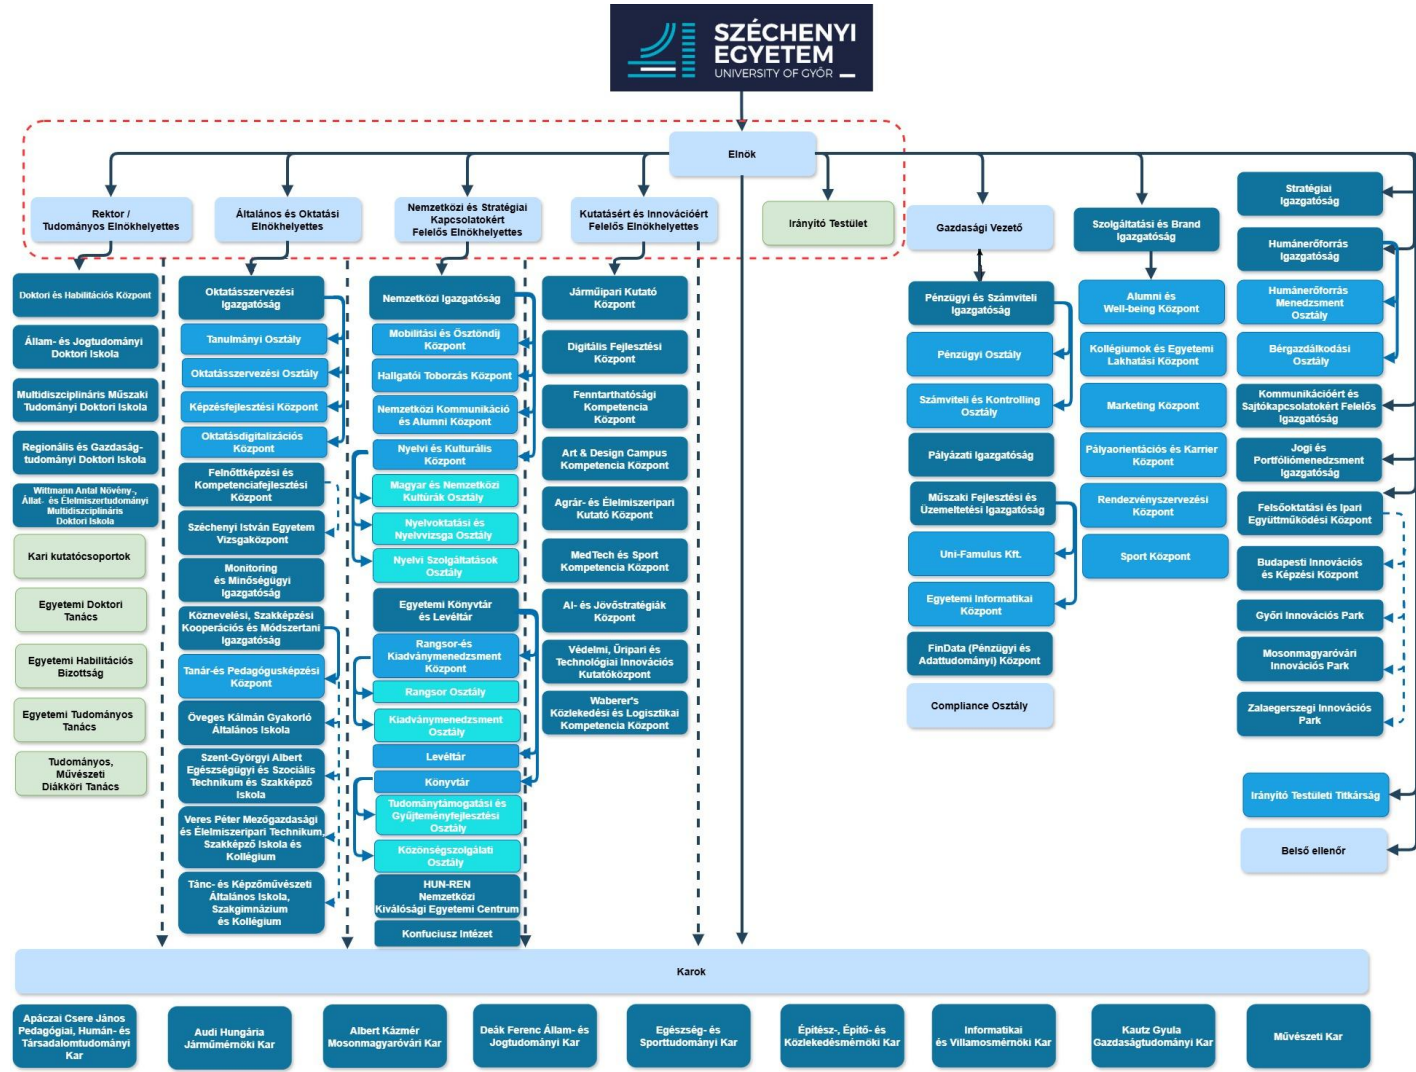 SZÉCHENYI
EGYETEM
UNIVERSITY OF GYŐR
Elnök
Rektor /
Tudományos Elnökhelyettes
Általános és Oktatási
Elnökhelyettes
Nemzetközi és Stratégiai
Kapcsolatokért
Felelős Elnökhelyettes
Kutatásért és Innovációért
Felelős Elnökhelyettes
Irányító Testület
Gazdasági Vezető
Szolgáltatási és Brand
Igazgatóság
Stratégiai
Igazgatóság
Doktori és Habilitációs Központ
Állam- és Jogtudományi
Doktori Iskola
Multidiszciplináris Műszaki
Tudományi Doktori Iskola
Regionális és Gazdaság-
tudományi Doktori Iskola
Wittmann Antal Növény-,
Állat- és Élelmiszertudományi
Multidiszciplináris
Doktori Iskola
Kari kutatócsoportok
Egyetemi Doktori
Tanács
Egyetemi Habilitációs
Bizottság
Egyetemi Tudományos
Tanács
Tudományos,
Művészeti
Diákköri Tanács
Oktatásszervezési
Igazgatóság
Tanulmányi Osztály
Oktatásszervezési Osztály
Képzésfejlesztési Központ
Oktatásdigitalizációs
Központ
Felnőttképzési és
Kompetenciafejlesztési
Központ
Széchenyi István Egyetem
Vizsgaközpont
Monitoring
és Minőségügyi
Igazgatóság
Köznevelési, Szakképzési
Kooperációs és Módszertani
Igazgatóság
Tanár-és Pedagógusképzési
Központ
Öveges Kálmán Gyakorló
Általános Iskola
Szent-Györgyi Albert
Egészségügyi és Szociális
Technikum és Szakképző
Iskola
Veres Péter Mezőgazdasági
és Élelmiszeripari Technikum,
Szakképző Iskola és
Kollégium
Tánc- és Képzőművészeti
Általános Iskola,
Szakgimnázium
és Kollégium
Nemzetközi Igazgatóság
Mobilitási és Ösztöndíj
Központ
Hallgatói Toborzás Központ
Nemzetközi Kommunikáció
és Alumni Központ
Nyelvi és Kulturális
Központ
Magyar és Nemzetközi
Kultúrák Osztály
Nyelvoktatási és
Nyelvvizsga Osztály
Nyelvi Szolgáltatások
Osztály
Egyetemi Könyvtár
és Levéltár
Rangsor-és
Kiadványmenedzsment
Központ
Rangsor Osztály
Kiadványmenedzsment
Osztály
Levéltár
Könyvtár
Tudománytámogatási és
Gyűjteményfejlesztési
Osztály
Közönségszolgálati
Osztály
HUN-REN
Nemzetközi
Kiválósági Egyetemi Centrum
Konfuciusz Intézet
Járműipari Kutató
Központ
Digitális Fejlesztési
Központ
Fenntarthatósági
Kompetencia
Központ
Art & Design Campus
Kompetencia Központ
Agrár- és Élelmiszeripari
Kutató Központ
MedTech és Sport
Kompetencia Központ
AI- és Jövőstratégiák
Központ
Védelmi, Űripari és
Technológiai Innovációs
Kutatóközpont
Waberer's
Közlekedési és Logisztikai
Kompetencia Központ
Pénzügyi és Számviteli
Igazgatóság
Pénzügyi Osztály
Számviteli és Kontrolling
Osztály
Pályázati Igazgatóság
Műszaki Fejlesztési és
Üzemeltetési Igazgatóság
Uni-Famulus Kft.
Egyetemi Informatikai
Központ
FinData (Pénzügyi és
Adattudományi) Központ
Compliance Osztály
Alumni és
Well-being Központ
Kollégiumok és Egyetemi
Lakhatási Központ
Marketing Központ
Pályaorientációs és Karrier
Központ
Rendezvényszervezési
Központ
Sport Központ
Humánerőforrás
Igazgatóság
Humánerőforrás
Menedzsment
Osztály
Bérgazdálkodási
Osztály
Kommunikációért és
Sajtókapcsolatokért Felelős
Igazgatóság
Jogi és
Portfóliómenedzsment
Igazgatóság
Felsőoktatási és Ipari
Együttműködési Központ
Budapesti Innovációs
és Képzési Központ
Győri Innovációs Park
Mosonmagyaróvári
Innovációs Park
Zalaegerszegi Innovációs
Park
Irányító Testületi Titkárság
Belső ellenőr
Karok
Apáczai Csere János
Pedagógiai, Humán- és
Társadalomtudományi
Kar
Audi Hungária
Járműmérnöki Kar
Albert Kázmér
Mosonmagyaróvári Kar
Deák Ferenc Állam- és
Jogtudományi Kar
Egészség- és
Sporttudományi Kar
Építész-, Építő- és
Közlekedésmérnöki Kar
Informatikai
és Villamosmérnöki Kar
Kautz Gyula
Gazdaságtudományi Kar
Művészeti Kar